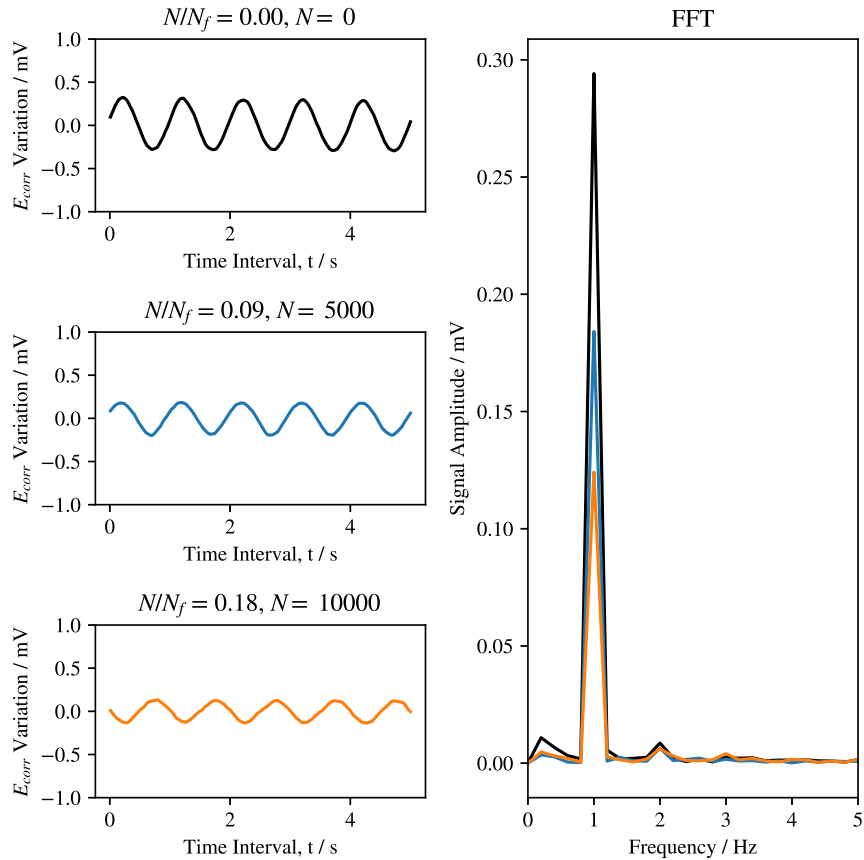 N/N_f = 0.00, N = 0
1.0
0.5
0.0
−0.5
−1.0
E_corr Variation / mV
0 2 4
Time Interval, t / s
N/N_f = 0.09, N = 5000
1.0
0.5
0.0
−0.5
−1.0
E_corr Variation / mV
0 2 4
Time Interval, t / s
N/N_f = 0.18, N = 10000
1.0
0.5
0.0
−0.5
−1.0
E_corr Variation / mV
0 2 4
Time Interval, t / s
FFT
0.30
0.25
0.20
0.15
0.10
0.05
0.00
Signal Amplitude / mV
0 1 2 3 4 5
Frequency / Hz